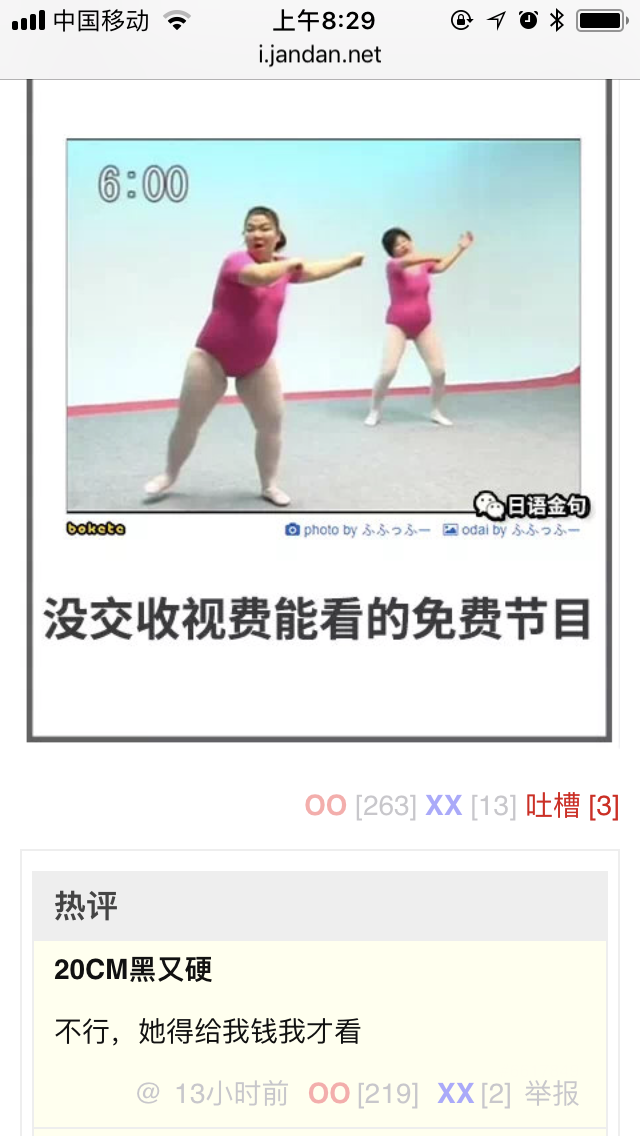 中国移动 上午8:29
i.jandan.net
6:00
日语金句
bokete photo by ふふっふー odai by ふふっふー
没交收视费能看的免费节目
OO [263] XX [13] 吐槽 [3]
热评
20CM黑又硬
不行，她得给我钱我才看
@ 13小时前 OO [219] XX [2] 举报